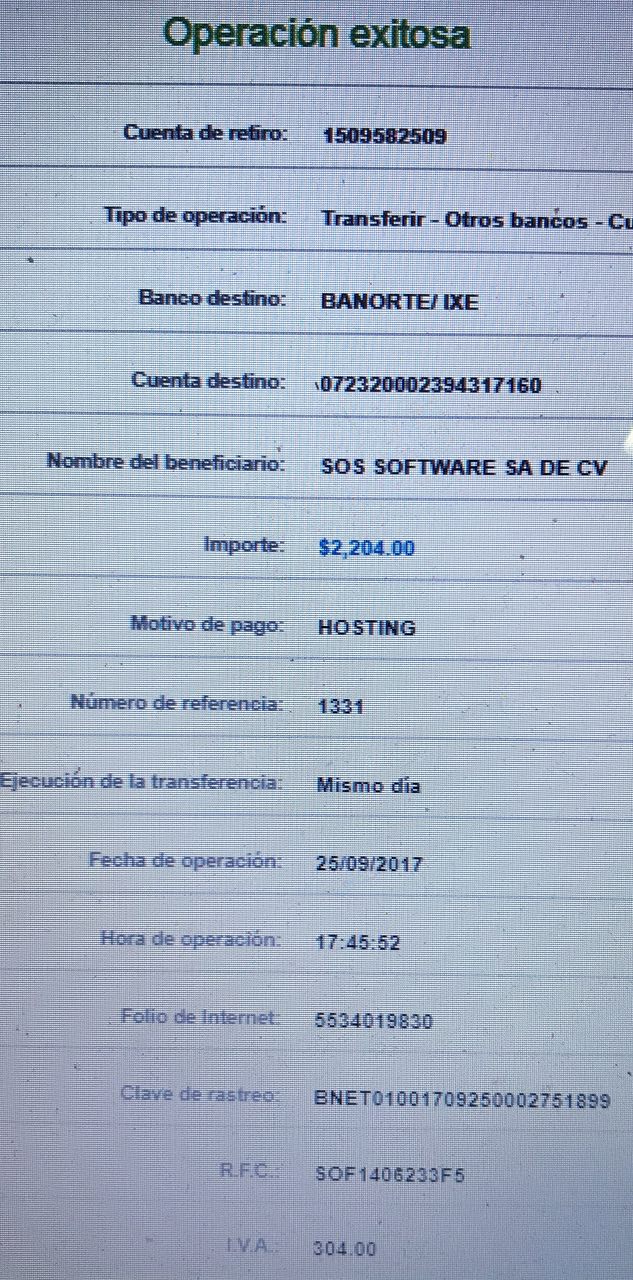 Operación exitosa
Cuenta de retiro: 1509582509
Tipo de operación: Transferir - Otros bancos - Cu
Banco destino: BANORTE/ IXE
Cuenta destino: 072320002394317160
Nombre del beneficiario: SOS SOFTWARE SA DE CV
Importe: $2,204.00
Motivo de pago: HOSTING
Número de referencia: 1331
Ejecución de la transferencia: Mismo día
Fecha de operación: 25/09/2017
Hora de operación: 17:45:52
Folio de Internet: 5534019830
Clave de rastreo: BNET01001709250002751899
R.F.C.: SOF1406233F5
I.V.A.: 304.00